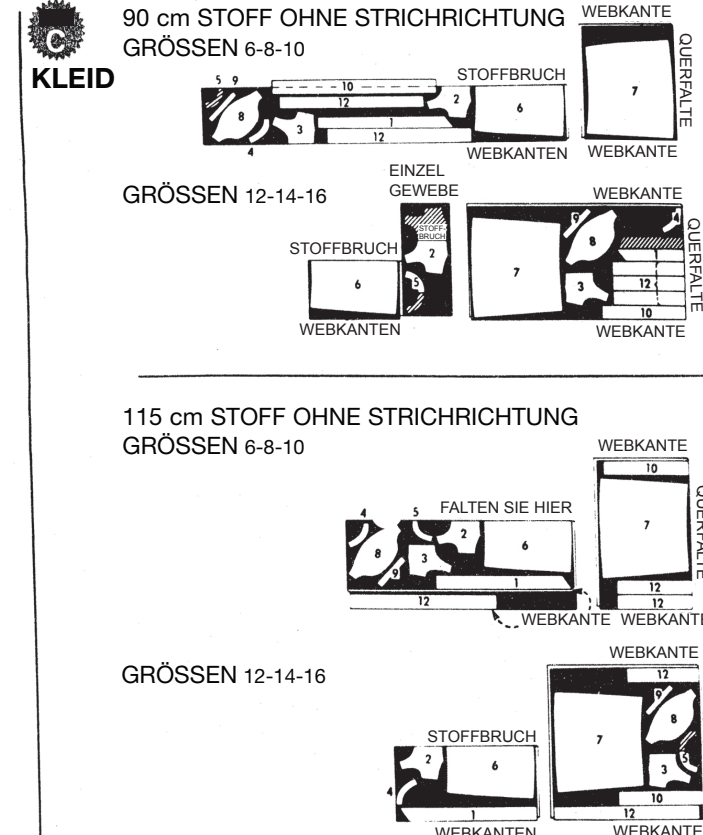 C
KLEID
90 cm STOFF OHNE STRICHRICHTUNG
GRÖSSEN 6-8-10
WEBKANTE
QUERFALTE
STOFFBRUCH
5 9
10
12
2
6
7
8
3
1
12
4
WEBKANTEN
WEBKANTE
GRÖSSEN 12-14-16
EINZEL
GEWEBE
WEBKANTE
QUERFALTE
STOFF-
BRUCH
STOFFBRUCH
2
6
5
7
9
8
4
3
1
12
10
WEBKANTEN
WEBKANTE
115 cm STOFF OHNE STRICHRICHTUNG
GRÖSSEN 6-8-10
WEBKANTE
10
QUERFALTE
7
12
12
FALTEN SIE HIER
4
5
2
6
8
3
9
1
12
WEBKANTE
WEBKANTE
GRÖSSEN 12-14-16
WEBKANTE
12
9
8
7
5
3
10
12
STOFFBRUCH
2
6
4
1
WEBKANTEN
WEBKANTE